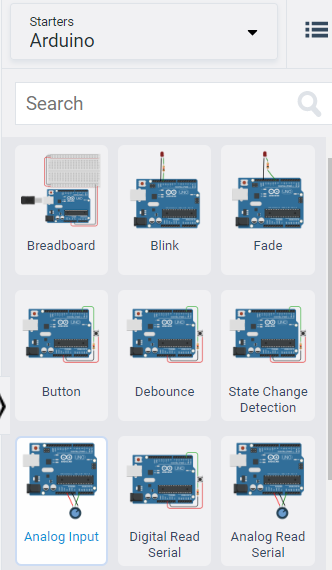 Starters
Arduino
Search
Breadboard
Blink
Fade
Button
Debounce
State Change
Detection
Analog Input
Digital Read
Serial
Analog Read
Serial